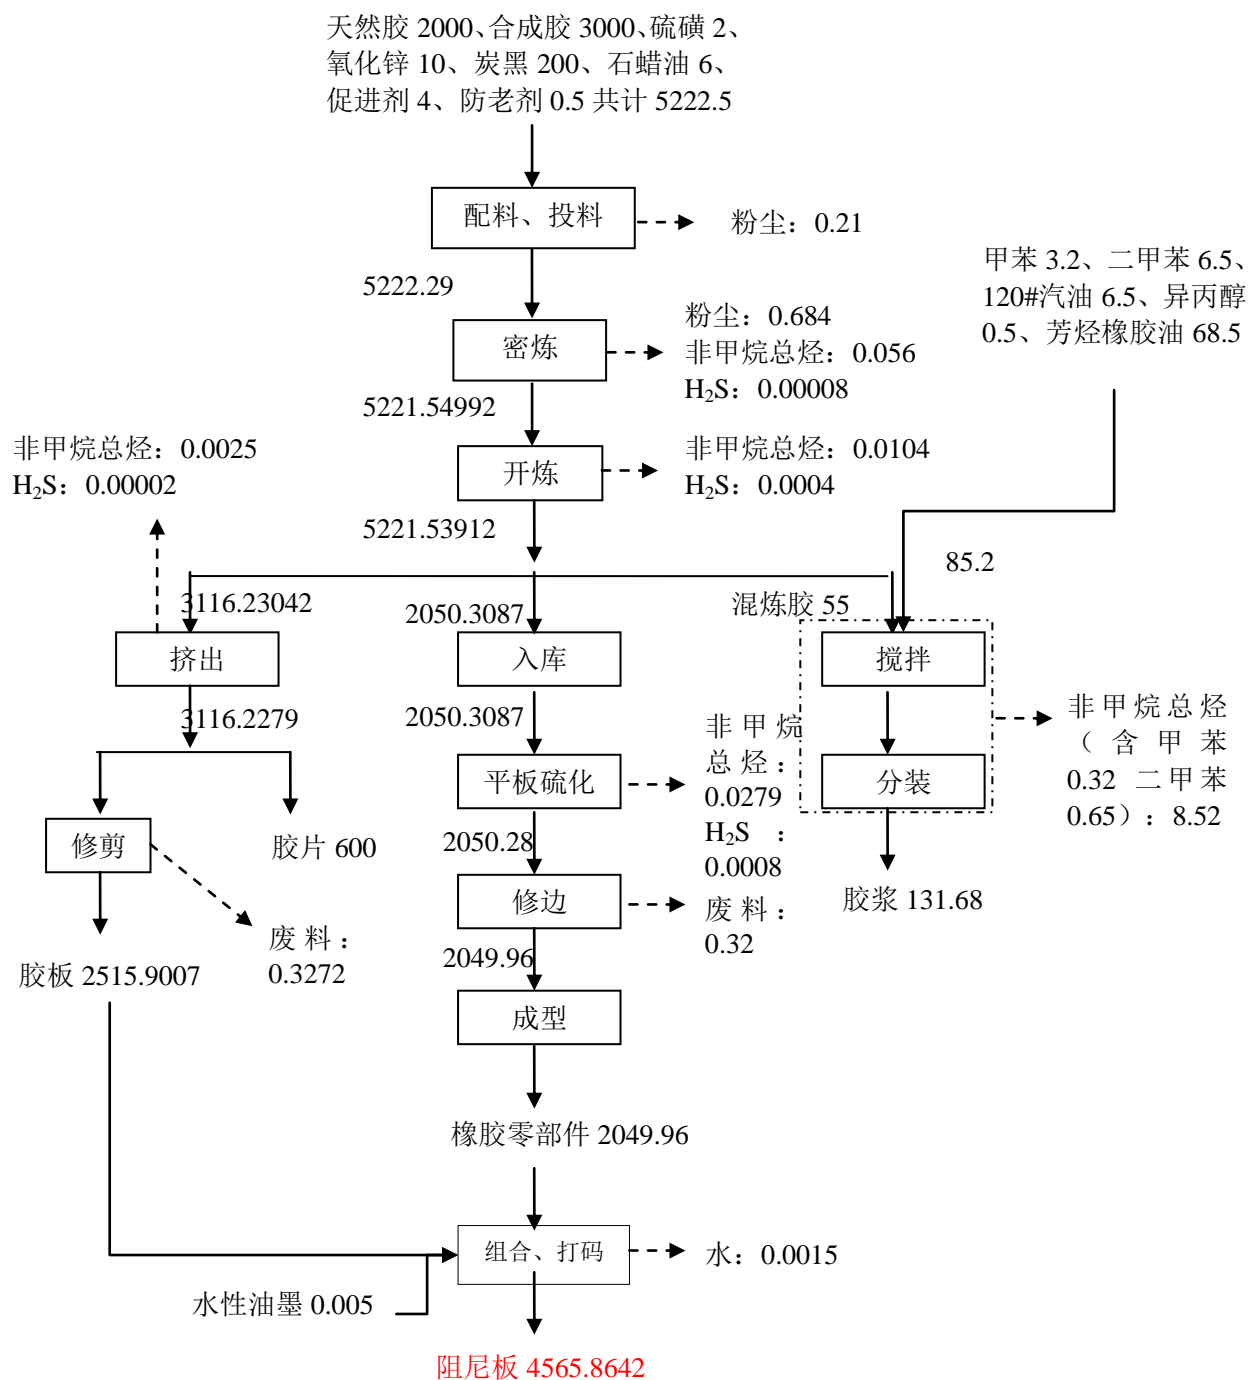 天然胶 2000、合成胶 3000、硫磺 2、
氧化锌 10、炭黑 200、石蜡油 6、
促进剂 4、防老剂 0.5 共计 5222.5
配料、投料
粉尘：0.21
5222.29
甲苯 3.2、二甲苯 6.5、
120#汽油 6.5、异丙醇
0.5、芳烃橡胶油 68.5
密炼
粉尘：0.684
非甲烷总烃：0.056
H₂S：0.00008
5221.54992
非甲烷总烃：0.0025
H₂S：0.00002
开炼
非甲烷总烃：0.0104
H₂S：0.0004
5221.53912
85.2
3116.23042
2050.3087
混炼胶 55
挤出
入库
搅拌
3116.2279
2050.3087
非甲烷
总烃：
0.0279
H₂S：
0.0008
非甲烷总烃
（含甲苯
0.32 二甲苯
0.65）：8.52
平板硫化
分装
修剪
胶片 600
2050.28
修边
废料：
0.32
胶浆 131.68
废料：
0.3272
胶板 2515.9007
2049.96
成型
橡胶零部件 2049.96
组合、打码
水：0.0015
水性油墨 0.005
阻尼板 4565.8642